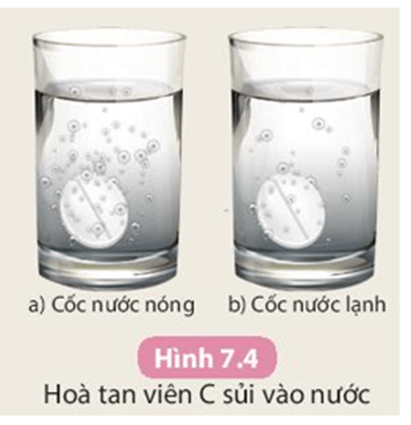 a) Cốc nước nóng b) Cốc nước lạnh
Hình 7.4
Hoà tan viên C sủi vào nước